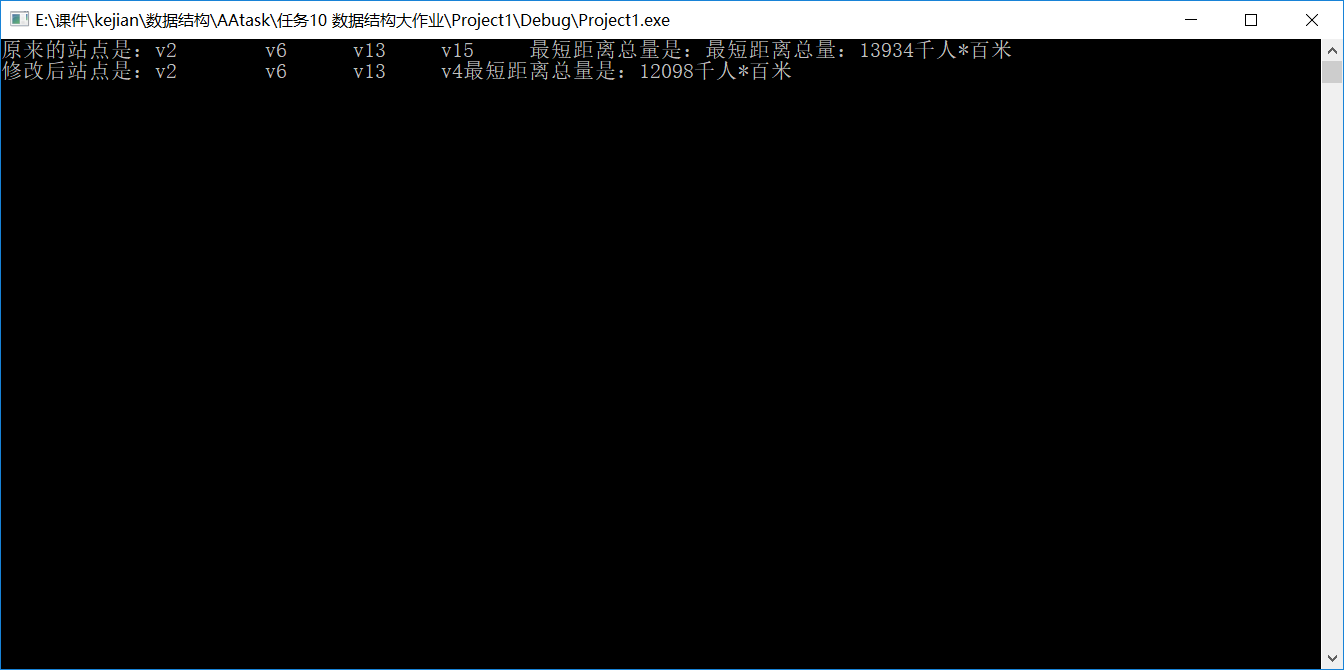 E:\课件\kejian\数据结构\AAtask\任务10 数据结构大作业\Project1\Debug\Project1.exe
原来的站点是：v2 v6 v13 v15 最短距离总量是：最短距离总量：13934千人*百米
修改后站点是：v2 v6 v13 v4最短距离总量是：12098千人*百米